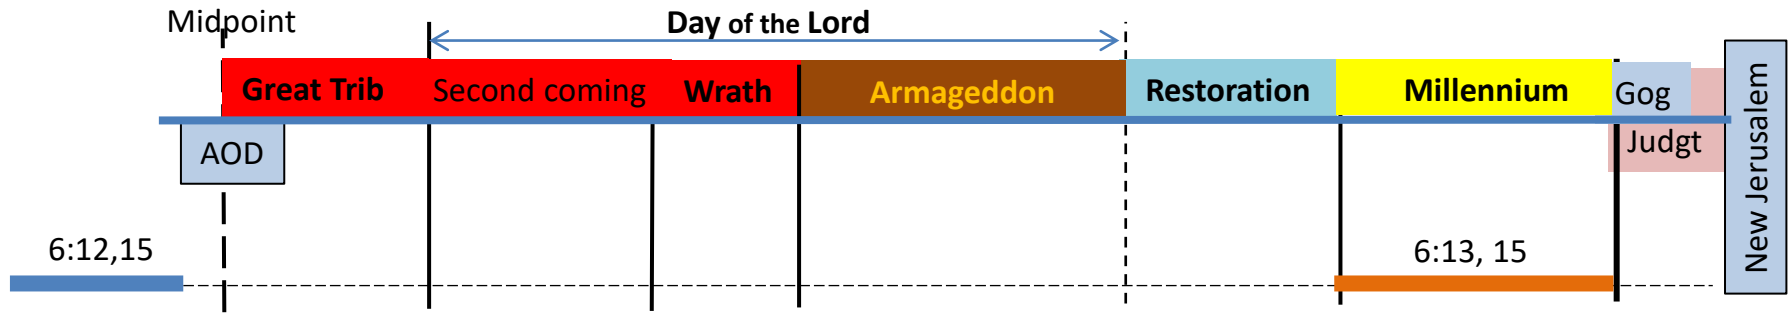 Midpoint
Day of the Lord
Great Trib
Second coming
Wrath
Armageddon
Restoration
Millennium
Gog
AOD
Judgt
New Jerusalem
6:12,15
6:13, 15